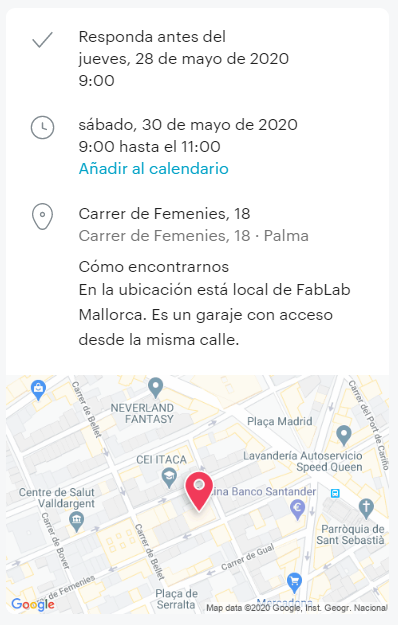 Responda antes del
jueves, 28 de mayo de 2020
9:00
sábado, 30 de mayo de 2020
9:00 hasta el 11:00
Añadir al calendario
Carrer de Femenies, 18
Carrer de Femenies, 18 · Palma
Cómo encontrarnos
En la ubicación está local de FabLab
Mallorca. Es un garaje con acceso
desde la misma calle.
Carrer de Bellet
NEVERLAND
FANTASY
Plaça Madrid
Carrer del Port de Cariño
CEI ITACA
Lavandería Autoservicio
Speed Queen
Centre de Salut
Valldargent
ina Banco Santander
Carrer de Bover
Carrer de Bellet
Carrer de Gual
Parròquia de
Sant Sebastià
de Femenies
Plaça de
Serralta
Mercadona
Google
Map data ©2020 Google, Inst. Geogr. Nacional